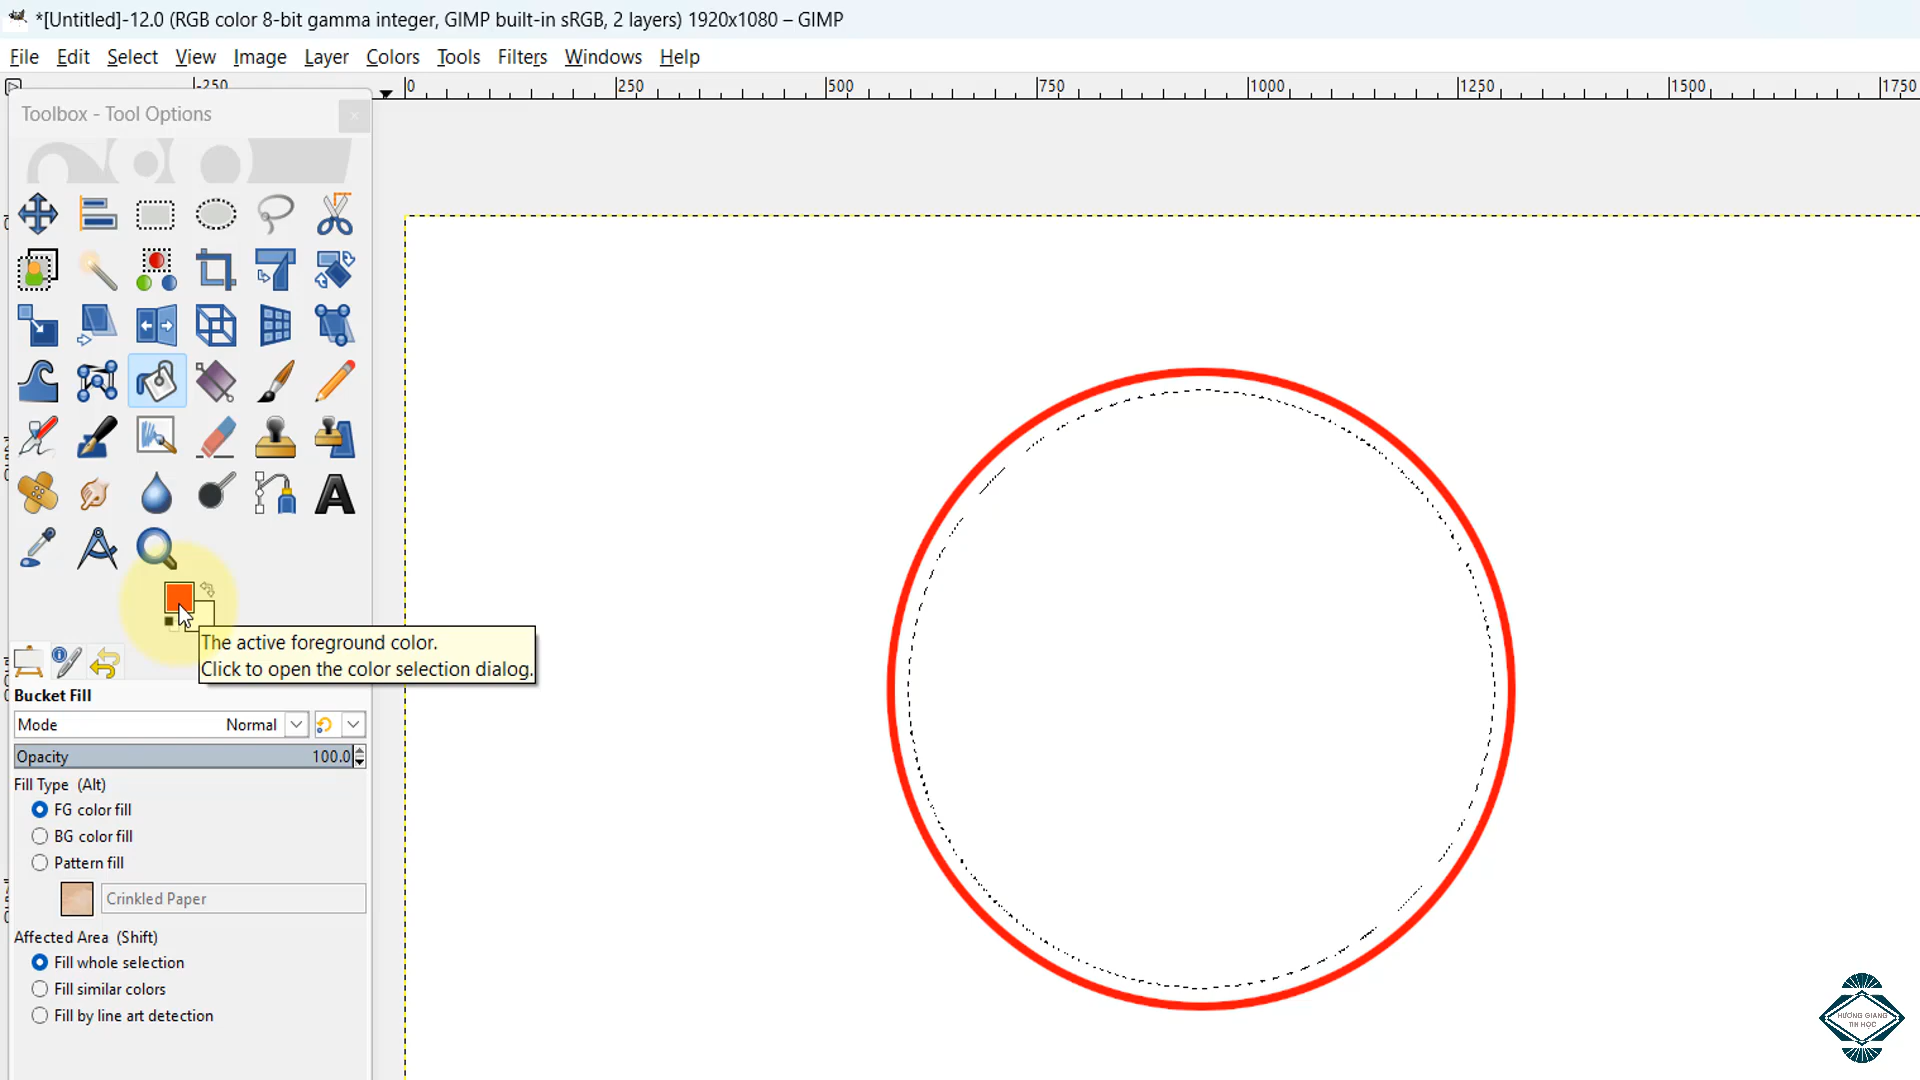 *[Untitled]-12.0 (RGB color 8-bit gamma integer, GIMP built-in sRGB, 2 layers) 1920x1080 – GIMP
File Edit Select View Image Layer Colors Tools Filters Windows Help
-250 0 250 500 750 1000 1250 1500 1750
Toolbox - Tool Options
The active foreground color.
Click to open the color selection dialog.
Bucket Fill
Mode Normal
Opacity 100.0
Fill Type (Alt)
FG color fill
BG color fill
Pattern fill
Crinkled Paper
Affected Area (Shift)
Fill whole selection
Fill similar colors
Fill by line art detection
HƯƠNG GIANG
TIN HỌC